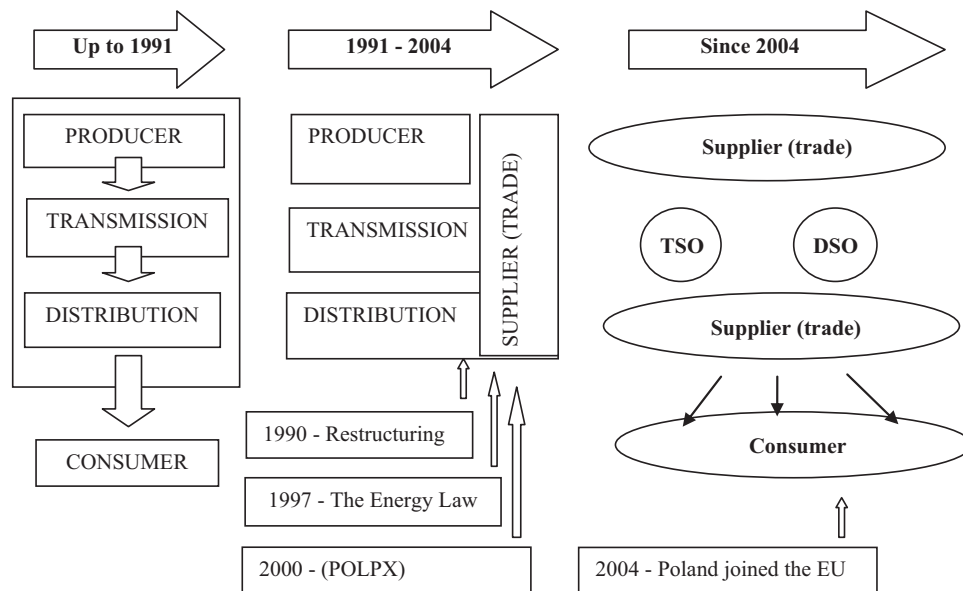 Up to 1991
1991 - 2004
Since 2004
PRODUCER
TRANSMISSION
DISTRIBUTION
CONSUMER
PRODUCER
TRANSMISSION
DISTRIBUTION
SUPPLIER (TRADE)
1990 - Restructuring
1997 - The Energy Law
2000 - (POLPX)
Supplier (trade)
TSO
DSO
Supplier (trade)
Consumer
2004 - Poland joined the EU